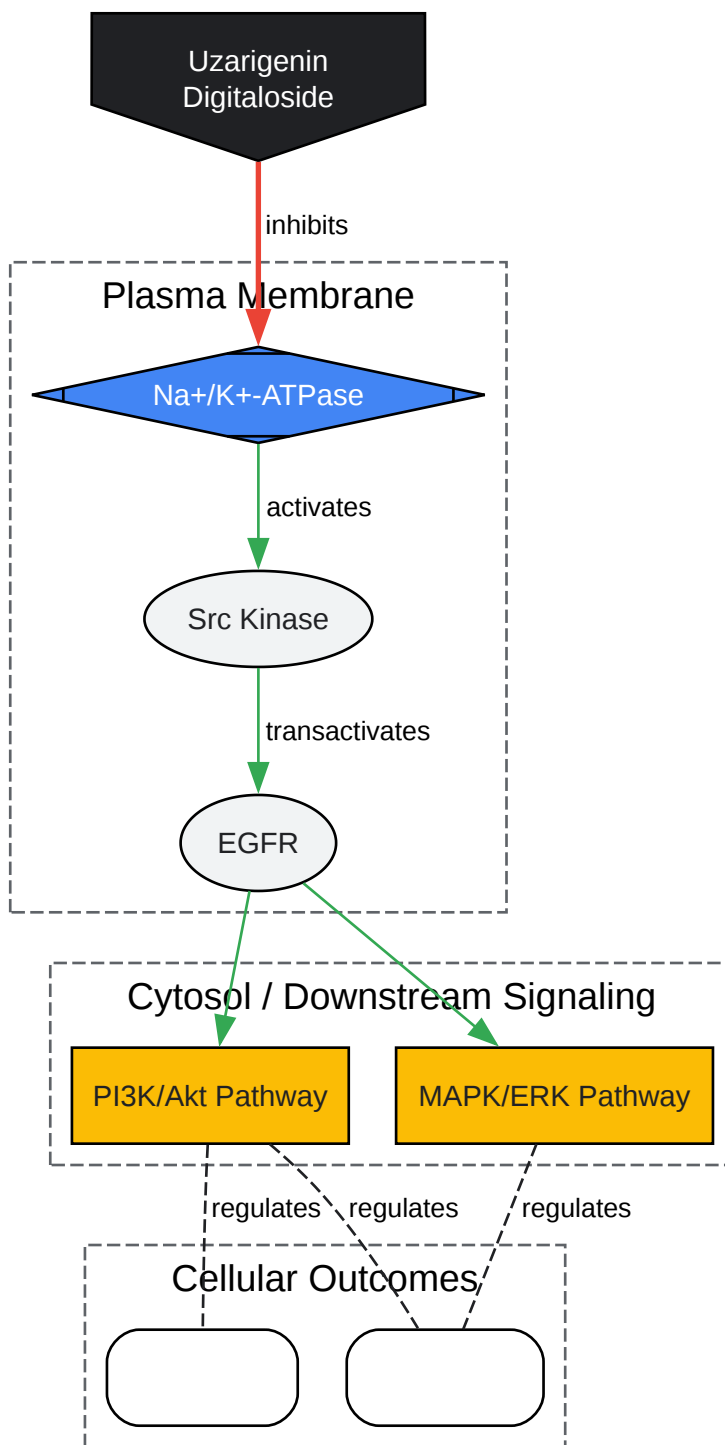 Uzarigenin
Digitaloside
inhibits
Plasma Membrane
Na+/K+-ATPase
activates
Src Kinase
transactivates
EGFR
Cytosol / Downstream Signaling
PI3K/Akt Pathway
MAPK/ERK Pathway
regulates
regulates
regulates
Cellular Outcomes